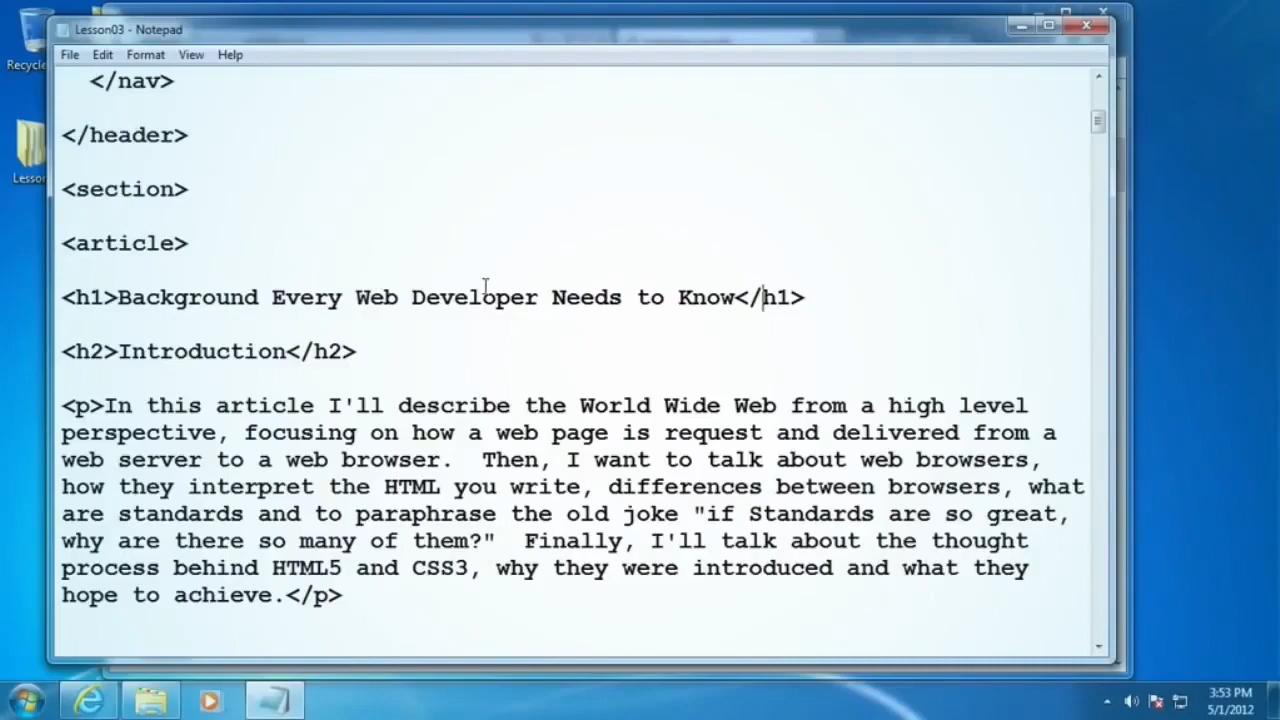 Recycle
Lesson
Lesson03 - Notepad
File Edit Format View Help
</nav>
</header>
<section>
<article>
<h1>Background Every Web Developer Needs to Know</h1>
<h2>Introduction</h2>
<p>In this article I'll describe the World Wide Web from a high level
perspective, focusing on how a web page is request and delivered from a
web server to a web browser.  Then, I want to talk about web browsers,
how they interpret the HTML you write, differences between browsers, what
are standards and to paraphrase the old joke "if Standards are so great,
why are there so many of them?"  Finally, I'll talk about the thought
process behind HTML5 and CSS3, why they were introduced and what they
hope to achieve.</p>
3:53 PM
5/1/2012